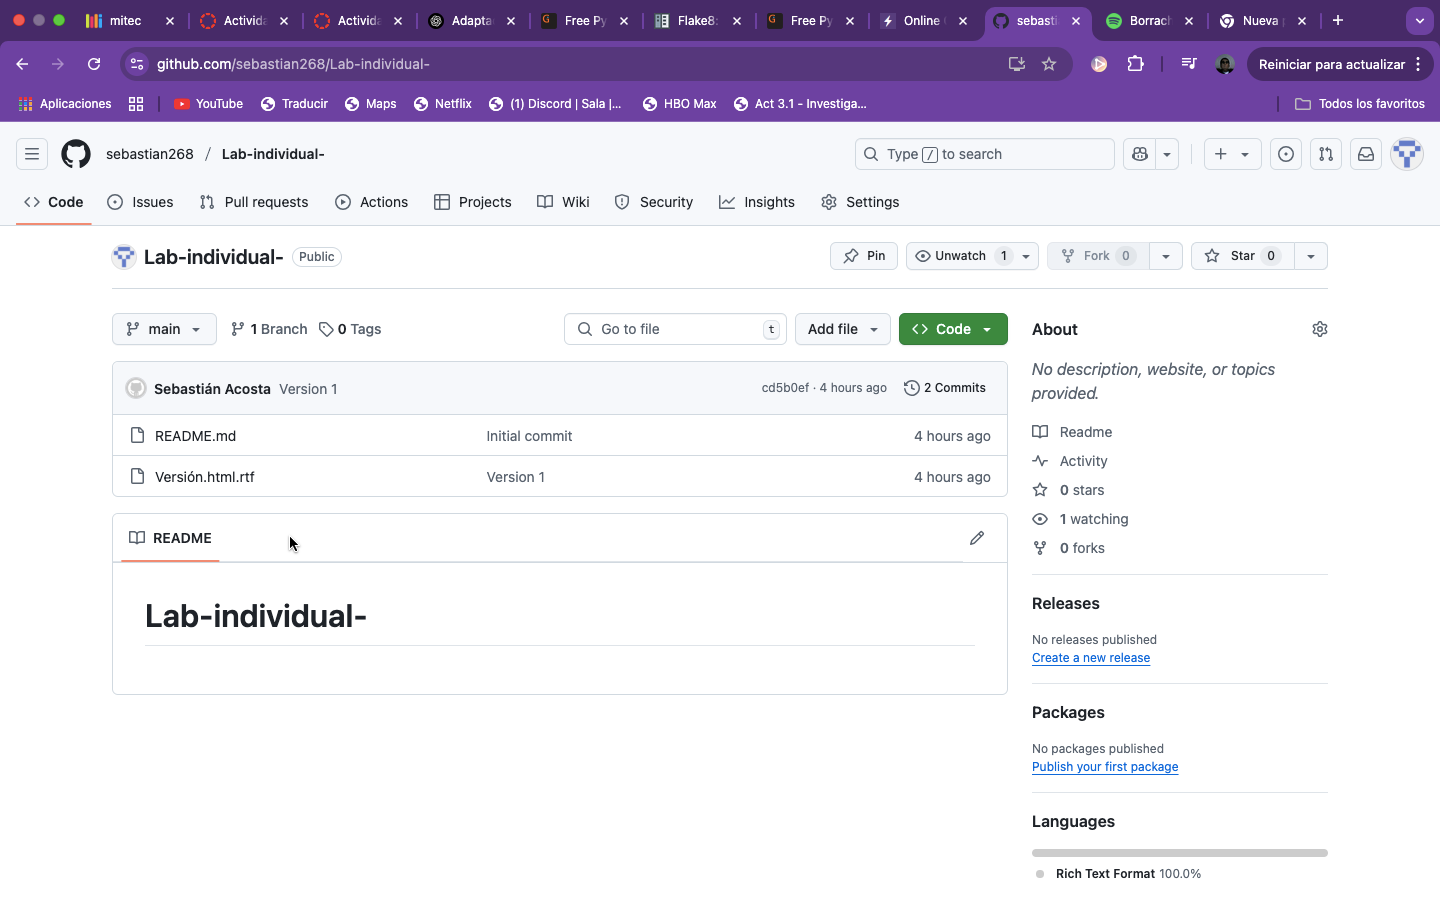 mitec
Activid
Activid
Adapta
Free Py
Flake8:
Free Py
Online
sebasti
Borrac
Nueva
github.com/sebastian268/Lab-individual-
Reiniciar para actualizar
Aplicaciones
YouTube
Traducir
Maps
Netflix
(1) Discord | Sala |...
HBO Max
Act 3.1 - Investiga...
Todos los favoritos
sebastian268 / Lab-individual-
Type / to search
Code
Issues
Pull requests
Actions
Projects
Wiki
Security
Insights
Settings
Lab-individual- Public
Pin
Unwatch 1
Fork 0
Star 0
main
1 Branch
0 Tags
Go to file t
Add file
Code
Sebastián Acosta Version 1
cd5b0ef · 4 hours ago
2 Commits
README.md Initial commit 4 hours ago
Versión.html.rtf Version 1 4 hours ago
README
Lab-individual-
About
No description, website, or topics
provided.
Readme
Activity
0 stars
1 watching
0 forks
Releases
No releases published
Create a new release
Packages
No packages published
Publish your first package
Languages
Rich Text Format 100.0%